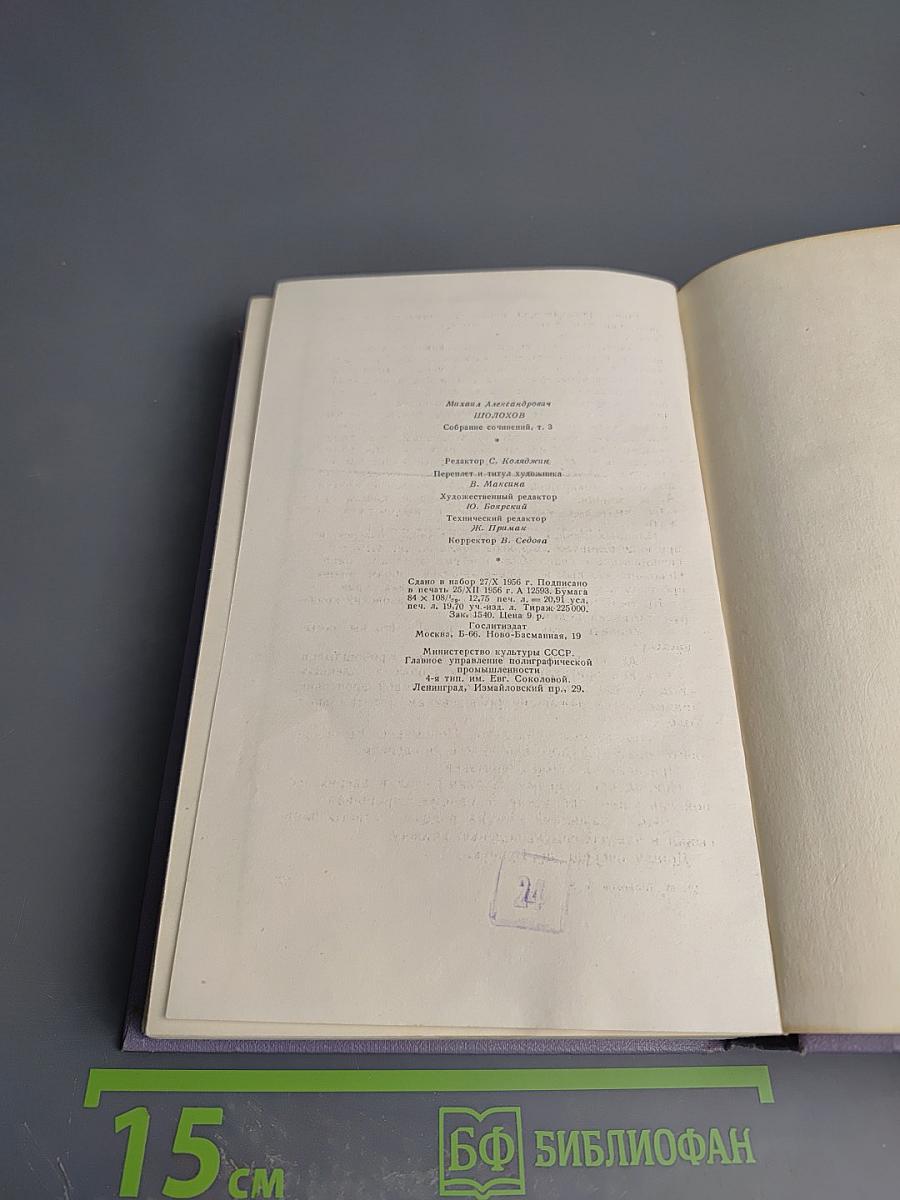 Михаил Александрович
ШОЛОХОВ
Собрание сочинений, т. 3
*
Редактор С. Коляджин
Переплет и титул художника
В. Максина
Художественный редактор
Ю. Боярский
Технический редактор
Ж. Примак
Корректор В. Седова
*
Сдано в набор 27/X 1956 г. Подписано
в печать 25/XII 1956 г. А 12593. Бумага
84 × 108/₃₂. 12,75 печ. л. = 20,91 усл.
печ. л. 19,70 уч.-изд. л. Тираж 225 000.
Зак. 1540. Цена 9 р.
Гослитиздат
Москва, Б-66. Ново-Басманная, 19
Министерство культуры СССР.
Главное управление полиграфической
промышленности
4-я тип. им. Евг. Соколовой.
Ленинград, Измайловский пр., 29.
24
15 см
БФ БИБЛИОФАН